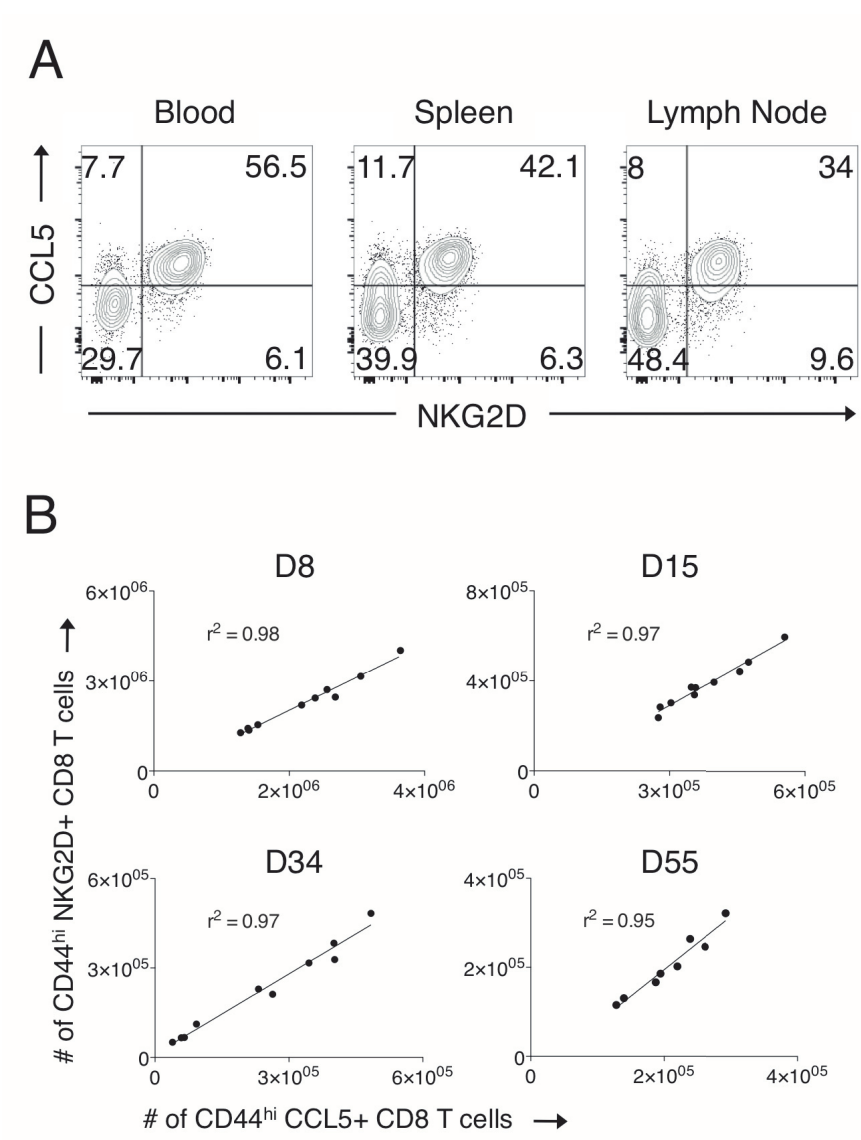 A
Blood Spleen Lymph Node
7.7 56.5 11.7 42.1 8 34
CCL5
29.7 6.1 39.9 6.3 48.4 9.6
NKG2D
B
D8 D15
6×10⁰⁶ 8×10⁰⁵
r² = 0.98 r² = 0.97
3×10⁰⁶ 4×10⁰⁵
0 0
0 2×10⁰⁶ 4×10⁰⁶ 0 3×10⁰⁵ 6×10⁰⁵
# of CD44ʰⁱ NKG2D+ CD8 T cells
D34 D55
6×10⁰⁵ 4×10⁰⁵
r² = 0.97 r² = 0.95
3×10⁰⁵ 2×10⁰⁵
0 0
0 3×10⁰⁵ 6×10⁰⁵ 0 2×10⁰⁵ 4×10⁰⁵
# of CD44ʰⁱ CCL5+ CD8 T cells